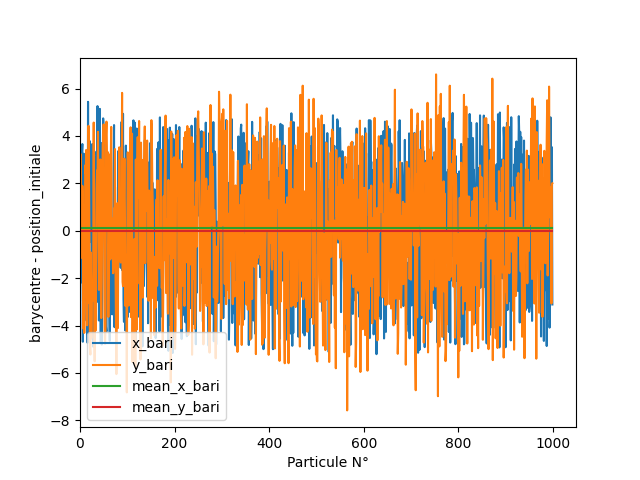 6
4
2
0
−2
−4
−6
−8
barycentre - position_initiale
x_bari
y_bari
mean_x_bari
mean_y_bari
0 200 400 600 800 1000
Particule N°